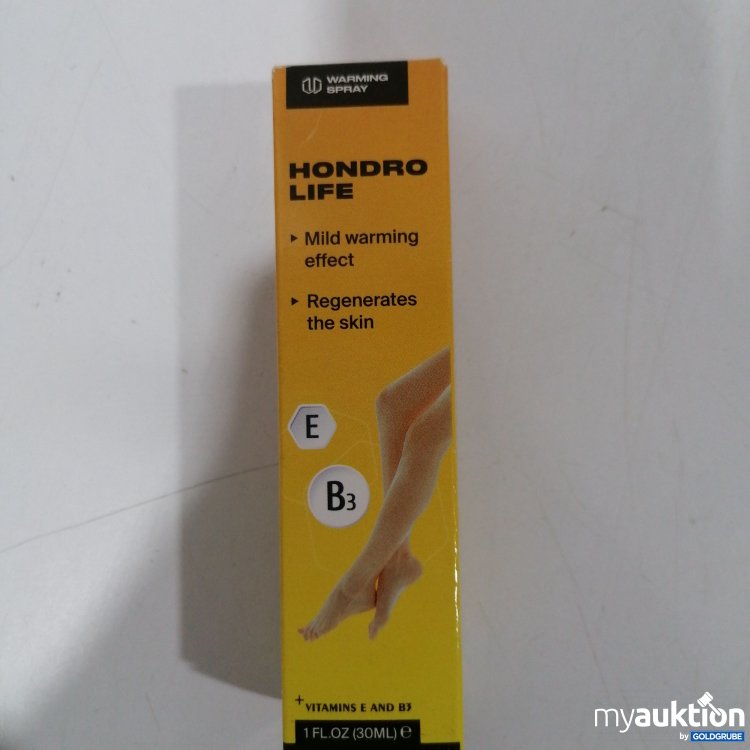 WARMING
SPRAY
HONDRO
LIFE
▸ Mild warming
effect
▸ Regenerates
the skin
E
B3
+ VITAMINS E AND B3
1 FL.OZ (30ML) ℮
myauktion
by GOLDGRUBE